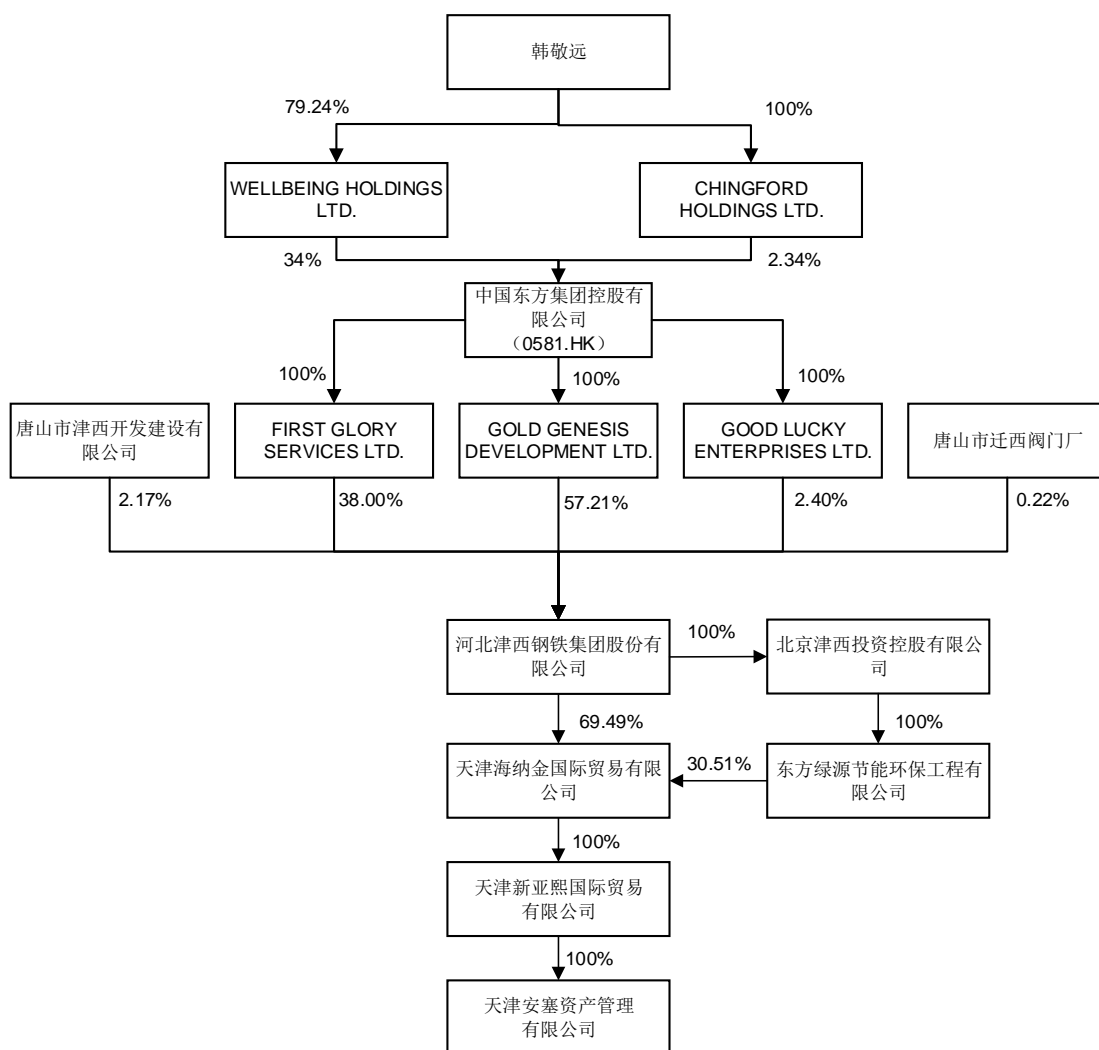 韩敬远
79.24%
100%
WELLBEING HOLDINGS
LTD.
CHINGFORD
HOLDINGS LTD.
34%
2.34%
中国东方集团控股有
限公司
（0581.HK）
100%
100%
100%
唐山市津西开发建设有
限公司
FIRST GLORY
SERVICES LTD.
GOLD GENESIS
DEVELOPMENT LTD.
GOOD LUCKY
ENTERPRISES LTD.
唐山市迁西阀门厂
2.17%
38.00%
57.21%
2.40%
0.22%
河北津西钢铁集团股份有
限公司
100%
北京津西投资控股有限公
司
69.49%
100%
天津海纳金国际贸易有限
公司
30.51%
东方绿源节能环保工程有
限公司
100%
天津新亚熙国际贸易
有限公司
100%
天津安塞资产管理
有限公司